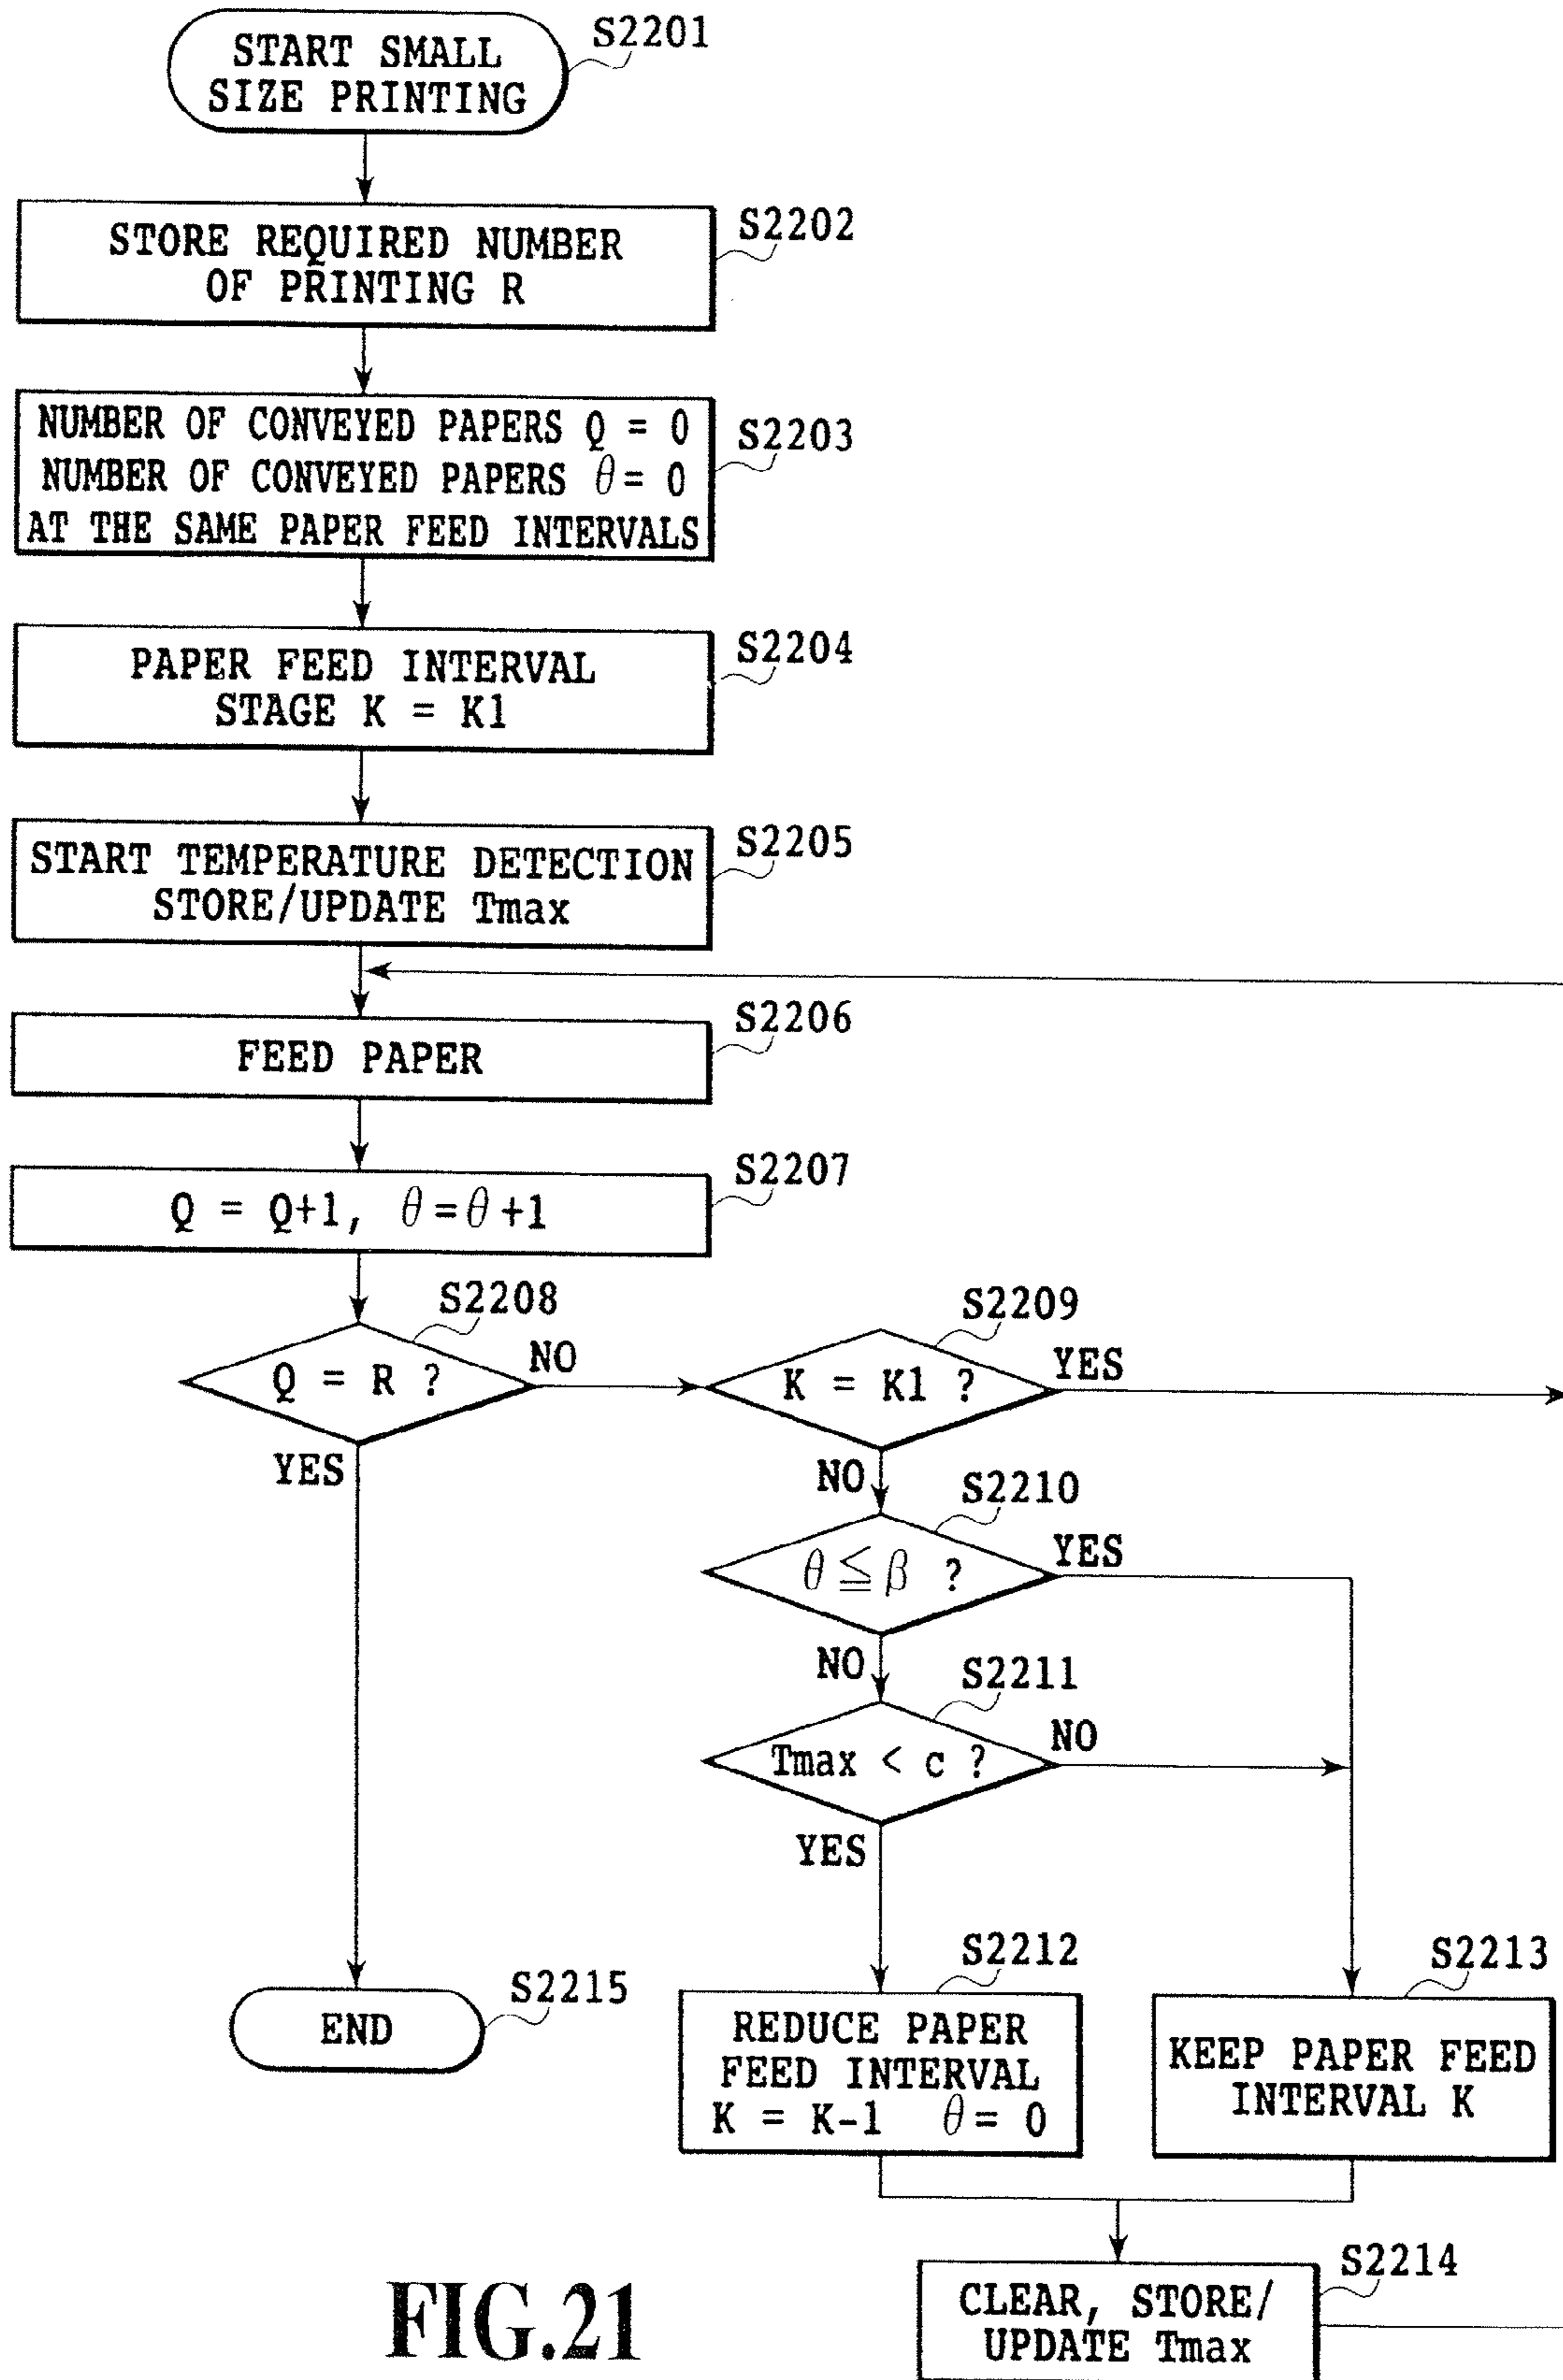 START SMALL
SIZE PRINTING
S2201
STORE REQUIRED NUMBER
OF PRINTING R
S2202
NUMBER OF CONVEYED PAPERS Q = 0
NUMBER OF CONVEYED PAPERS θ = 0
AT THE SAME PAPER FEED INTERVALS
S2203
PAPER FEED INTERVAL
STAGE K = K1
S2204
START TEMPERATURE DETECTION
STORE/UPDATE Tmax
S2205
FEED PAPER
S2206
Q = Q+1, θ = θ +1
S2207
Q = R ?
S2208
NO
YES
K = K1 ?
S2209
YES
NO
θ ≦ β ?
S2210
YES
NO
Tmax < c ?
S2211
NO
YES
END
S2215
REDUCE PAPER
FEED INTERVAL
K = K-1 θ = 0
S2212
KEEP PAPER FEED
INTERVAL K
S2213
CLEAR, STORE/
UPDATE Tmax
S2214
FIG.21